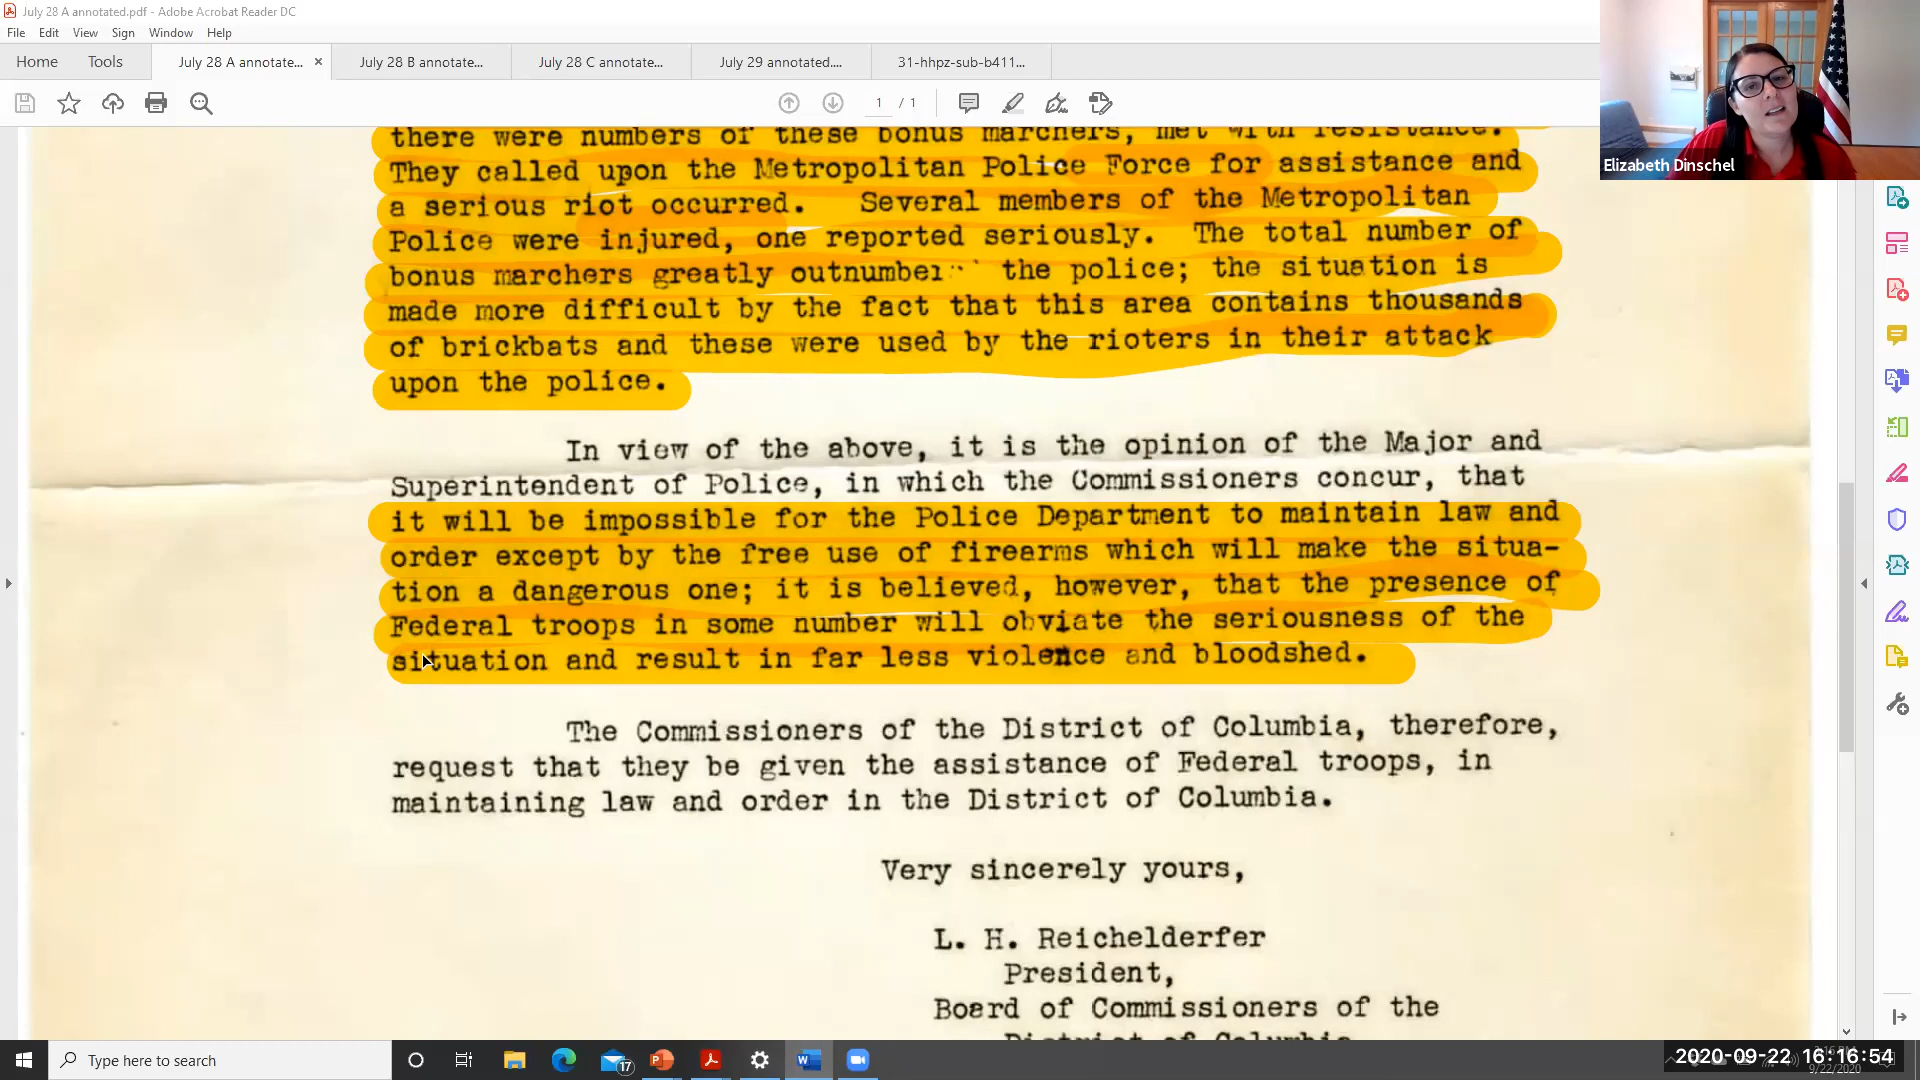 July 28 A annotated.pdf - Adobe Acrobat Reader DC
File Edit View Sign Window Help
Home Tools July 28 A annotate... × July 28 B annotate... July 28 C annotate... July 29 annotated.... 31-hhpz-sub-b411...
1 / 1
Elizabeth Dinschel
there were numbers of these bonus marchers, met with resistance.
They called upon the Metropolitan Police Force for assistance and
a serious riot occurred. Several members of the Metropolitan
Police were injured, one reported seriously. The total number of
bonus marchers greatly outnumber the police; the situation is
made more difficult by the fact that this area contains thousands
of brickbats and these were used by the rioters in their attack
upon the police.
In view of the above, it is the opinion of the Major and
Superintendent of Police, in which the Commissioners concur, that
it will be impossible for the Police Department to maintain law and
order except by the free use of firearms which will make the situa-
tion a dangerous one; it is believed, however, that the presence of
Federal troops in some number will obviate the seriousness of the
situation and result in far less violence and bloodshed.
The Commissioners of the District of Columbia, therefore,
request that they be given the assistance of Federal troops, in
maintaining law and order in the District of Columbia.
Very sincerely yours,
L. H. Reichelderfer
President,
Board of Commissioners of the
District of Columbia
Type here to search
17
2020-09-22 16:16:54
9/22/2020